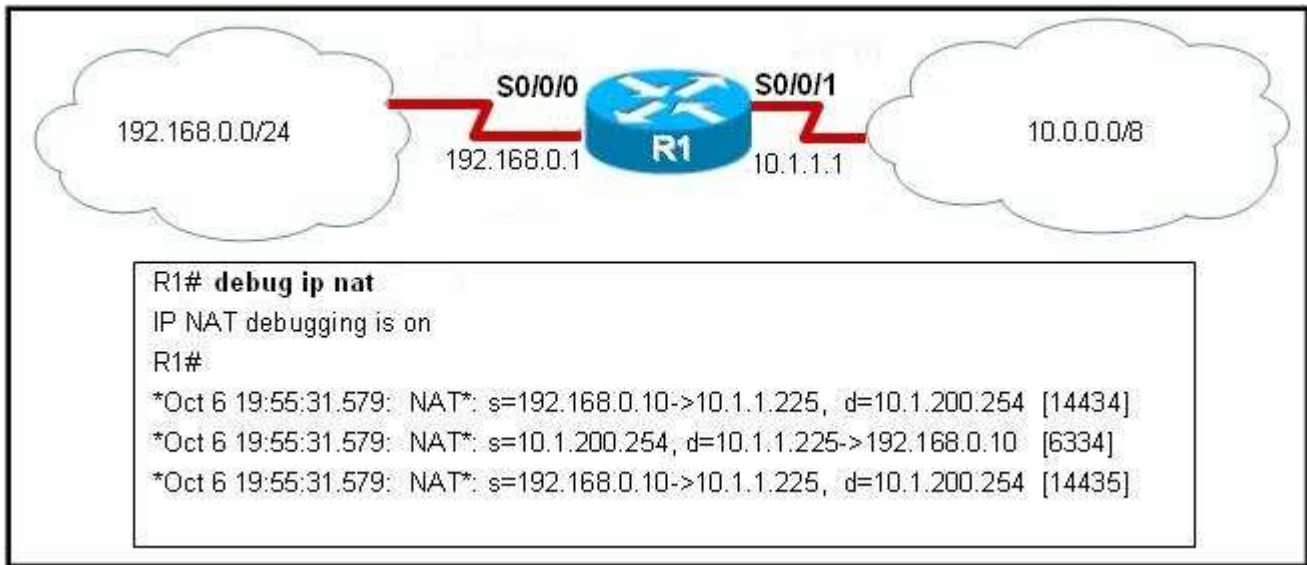 S0/0/0
S0/0/1
192.168.0.0/24
10.0.0.0/8
192.168.0.1
R1
10.1.1.1
R1# debug ip nat
IP NAT debugging is on
R1#
*Oct 6 19:55:31.579: NAT*: s=192.168.0.10->10.1.1.225, d=10.1.200.254 [14434]
*Oct 6 19:55:31.579: NAT*: s=10.1.200.254, d=10.1.1.225->192.168.0.10 [6334]
*Oct 6 19:55:31.579: NAT*: s=192.168.0.10->10.1.1.225, d=10.1.200.254 [14435]